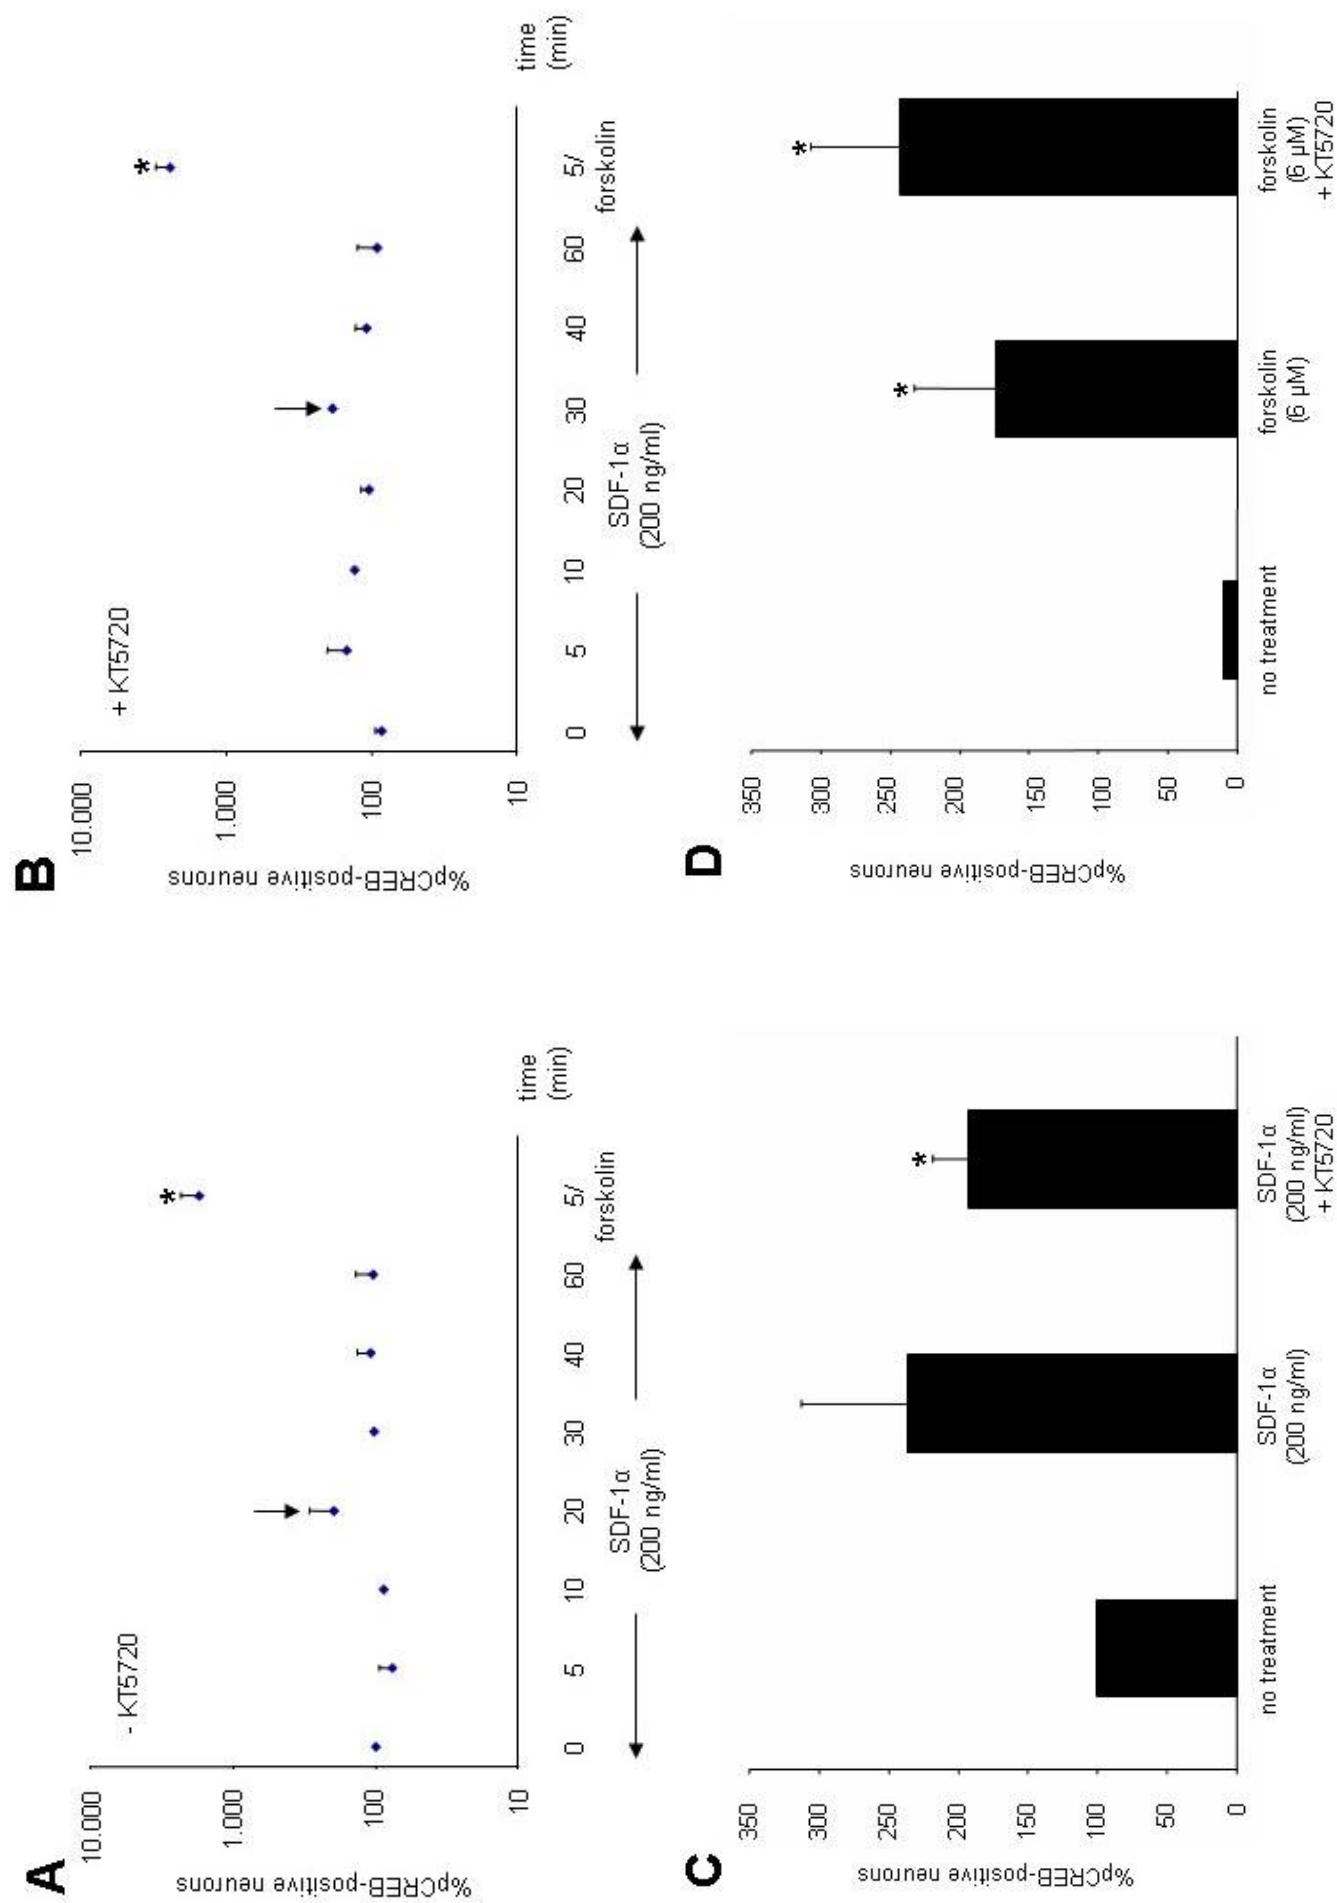 A
- KT5720
%pCREB-positive neurons
10.000
1.000
100
10
0 5 10 20 30 40 60 5/
forskolin
time
(min)
SDF-1α
(200 ng/ml)
*
B
+ KT5720
%pCREB-positive neurons
10.000
1.000
100
10
0 5 10 20 30 40 60 5/
forskolin
time
(min)
SDF-1α
(200 ng/ml)
*
C
%pCREB-positive neurons
350
300
250
200
150
100
50
0
*
no treatment
SDF-1α
(200 ng/ml)
SDF-1α
(200 ng/ml)
+ KT5720
D
%pCREB-positive neurons
350
300
250
200
150
100
50
0
*
*
no treatment
forskolin
(6 µM)
forskolin
(6 µM)
+ KT5720